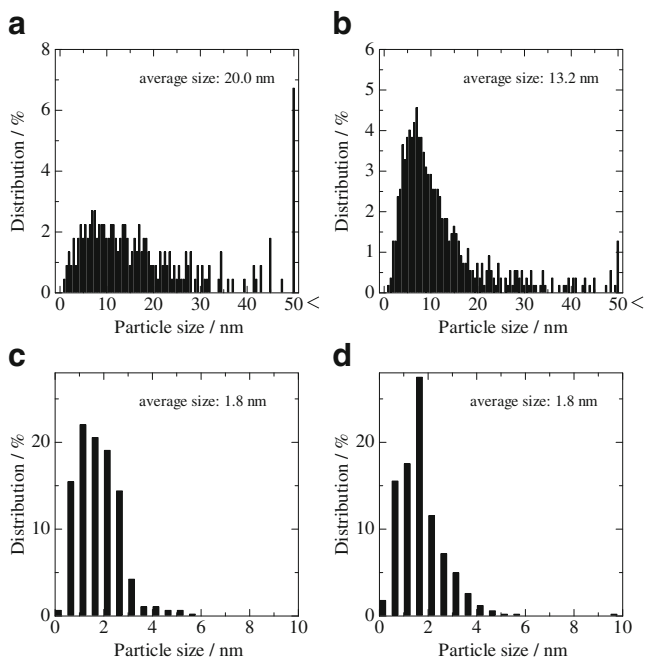 a
8
6
4
2
0
Distribution / %
average size: 20.0 nm
0 10 20 30 40 50 <
Particle size / nm
b
6
5
4
3
2
1
0
Distribution / %
average size: 13.2 nm
0 10 20 30 40 50 <
Particle size / nm
c
20
10
0
Distribution / %
average size: 1.8 nm
0 2 4 6 8 10
Particle size / nm
d
20
10
0
Distribution / %
average size: 1.8 nm
0 2 4 6 8 10
Particle size / nm